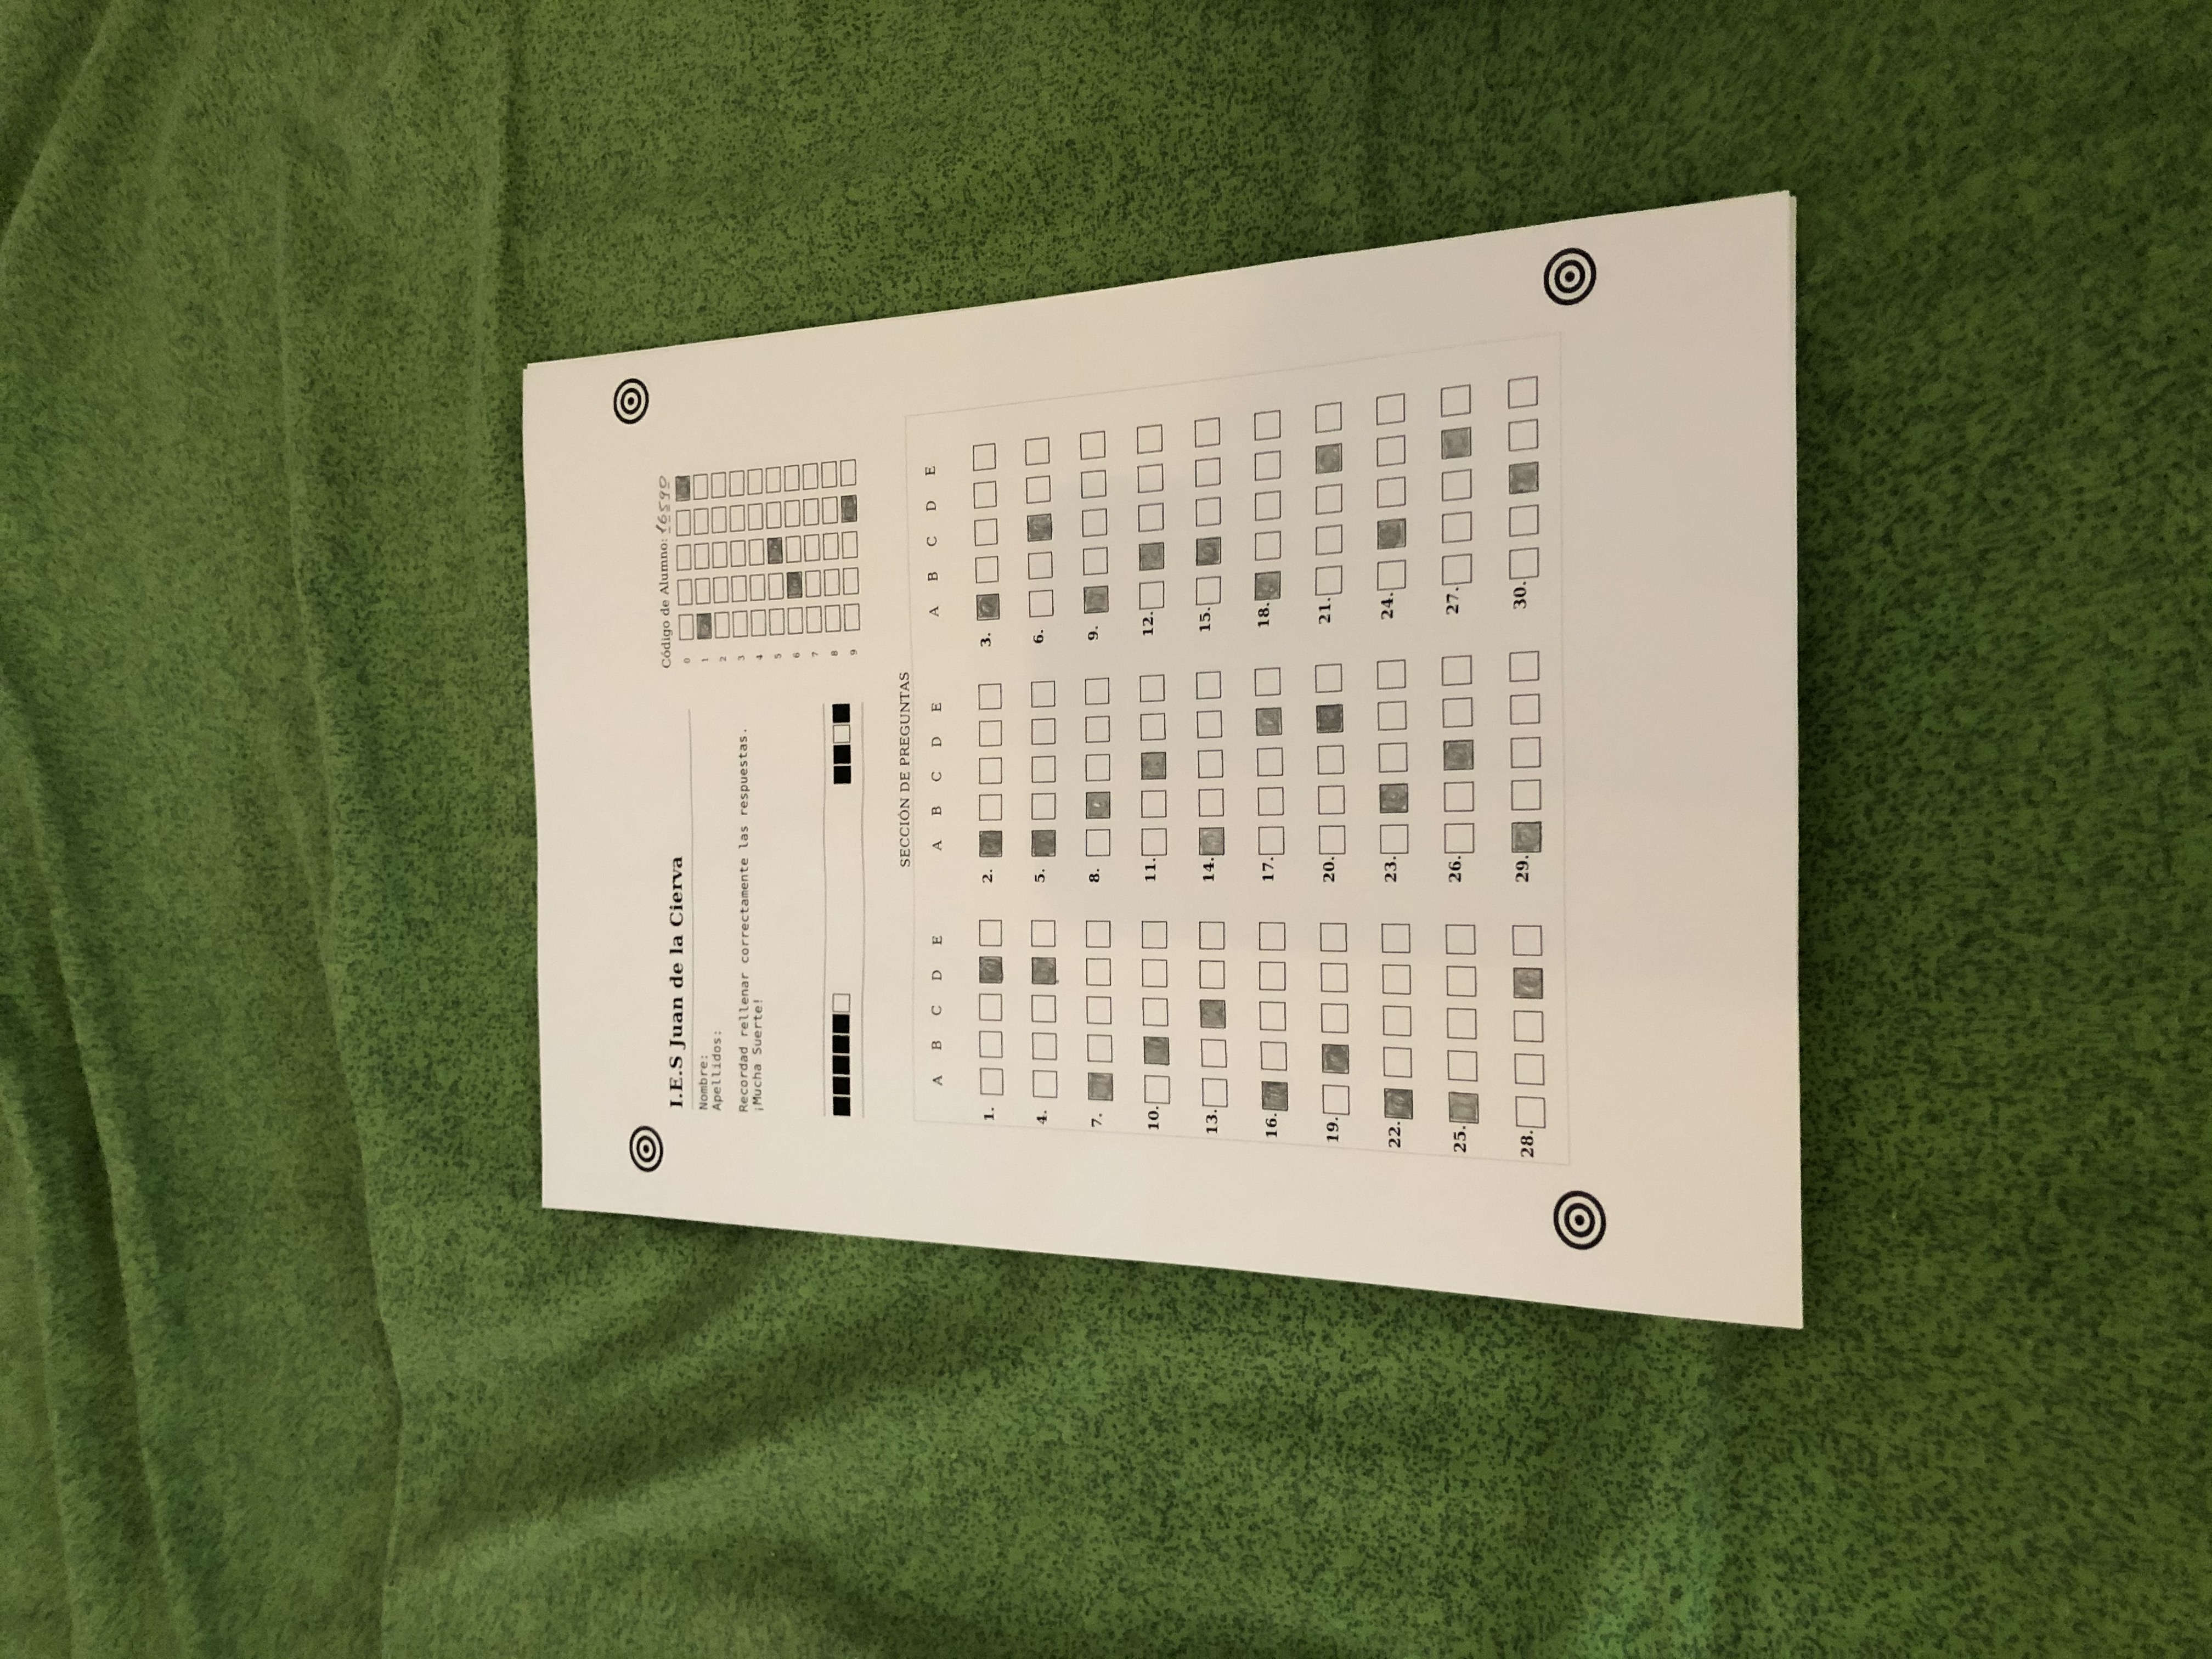 I.E.S Juan de la Cierva
Nombre:
Apellidos:
Recordad rellenar correctamente las respuestas.
¡Mucha Suerte!
Código de Alumno: 16590
0
1
2
3
4
5
6
7
8
9
SECCIÓN DE PREGUNTAS
A B C D E A B C D E A B C D E
1. 2. 3.
4. 5. 6.
7. 8. 9.
10. 11. 12.
13. 14. 15.
16. 17. 18.
19. 20. 21.
22. 23. 24.
25. 26. 27.
28. 29. 30.